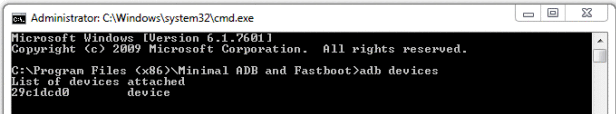 Administrator: C:\Windows\system32\cmd.exe
Microsoft Windows [Version 6.1.7601]
Copyright (c) 2009 Microsoft Corporation.  All rights reserved.
C:\Program Files (x86)\Minimal ADB and Fastboot>adb devices
List of devices attached
29c1dcd0        device